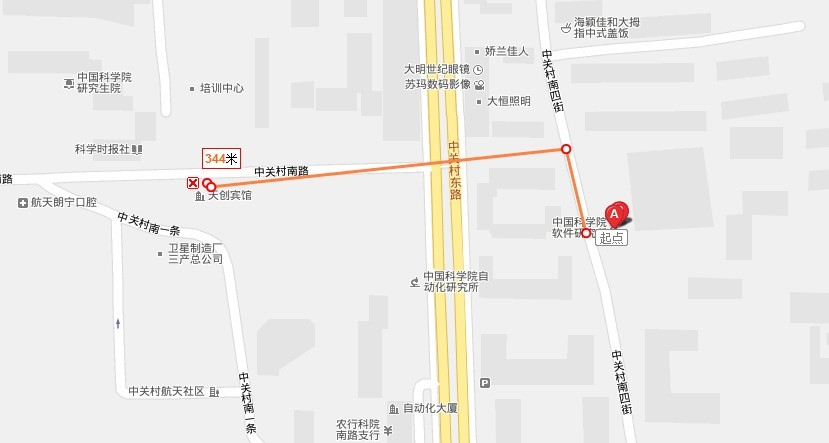 海颖佳和大拇
指中式盖饭
娇兰佳人
中关村南四街
大明世纪眼镜
中国科学院
研究生院
培训中心
苏玛数码影像
大恒照明
科学时报社
344米
中关村南路
中关村东路
南路
天创宾馆
航天朗宁口腔
中关村南一条
A
中国科学院
软件研究
起点
卫星制造厂
三产总公司
中国科学院自
动化研究所
中关村南四街
中关村南一条
P
中关村航天社区
自动化大厦
农行科院
南路支行